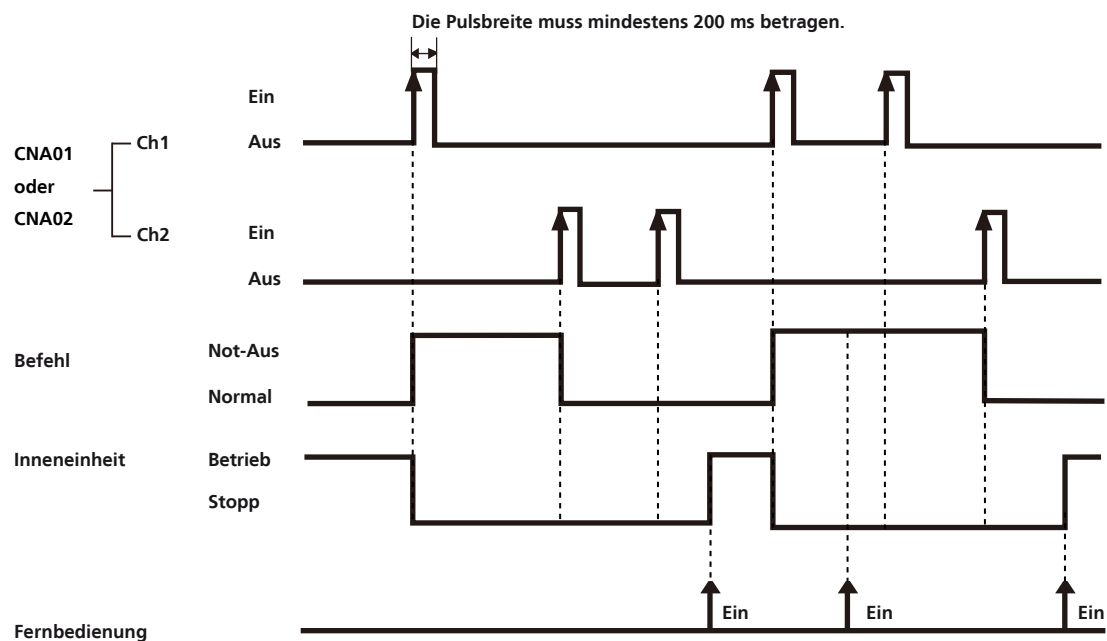 Die Pulsbreite muss mindestens 200 ms betragen.
Ein
CNA01
oder
CNA02
Ch1
Aus
Ch2
Ein
Aus
Befehl
Not-Aus
Normal
Inneneinheit
Betrieb
Stopp
Ein
Ein
Ein
Fernbedienung